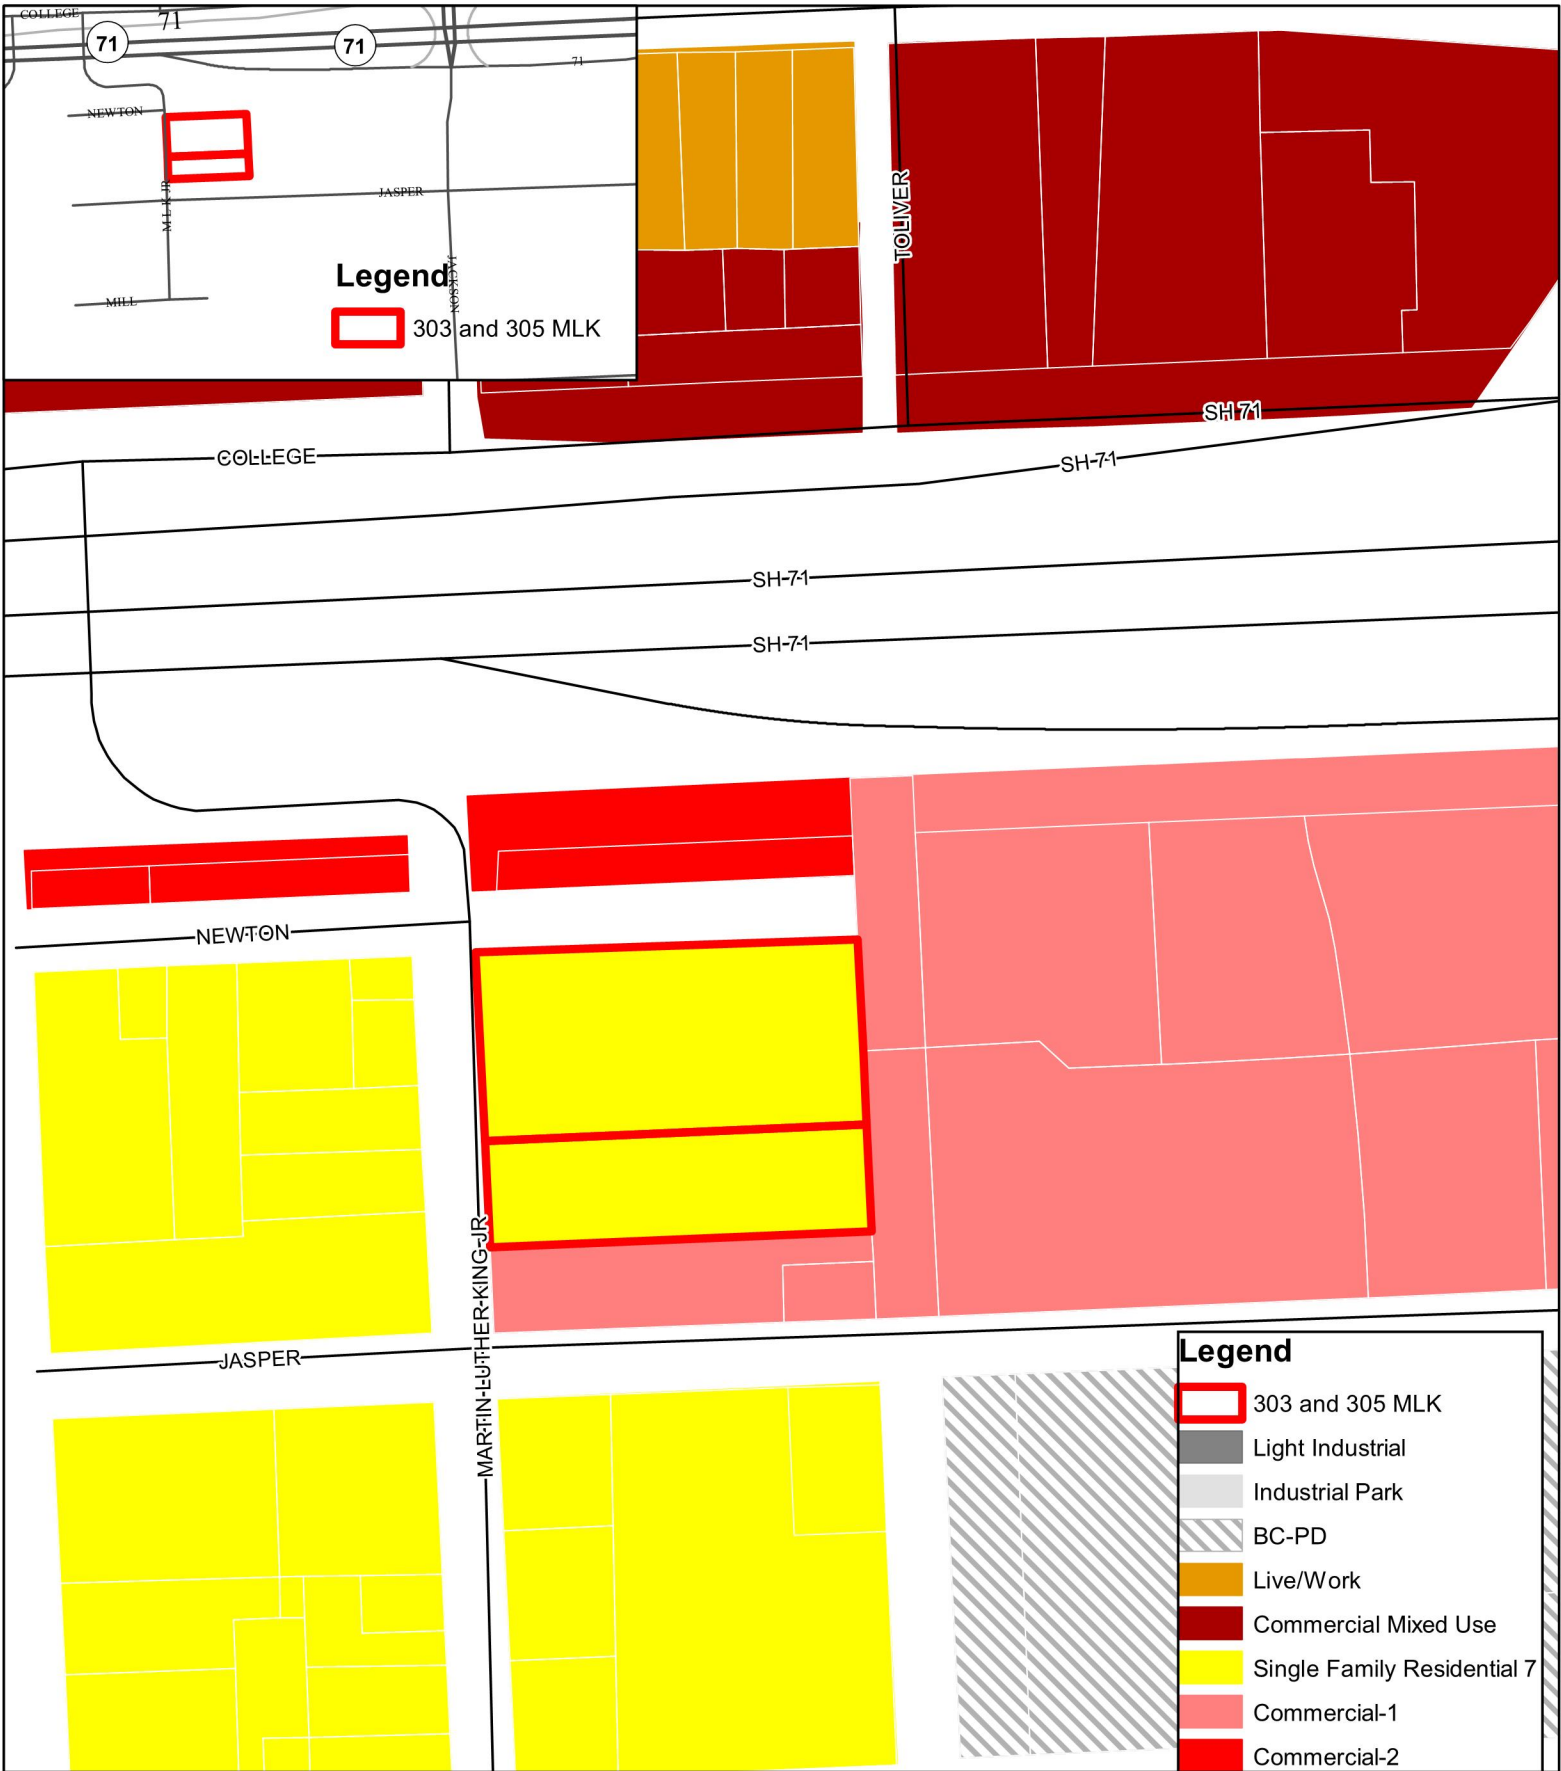 COLLEGE
71
71
71
71
NEWTON
M L K JR
JASPER
JACKSON
MILL
Legend
303 and 305 MLK
TOLIVER
SH 71
COLLEGE
SH-71
SH-71
SH-71
NEWTON
MARTIN-LUTHER-KING-JR
JASPER
Legend
303 and 305 MLK
Light Industrial
Industrial Park
BC-PD
Live/Work
Commercial Mixed Use
Single Family Residential 7
Commercial-1
Commercial-2